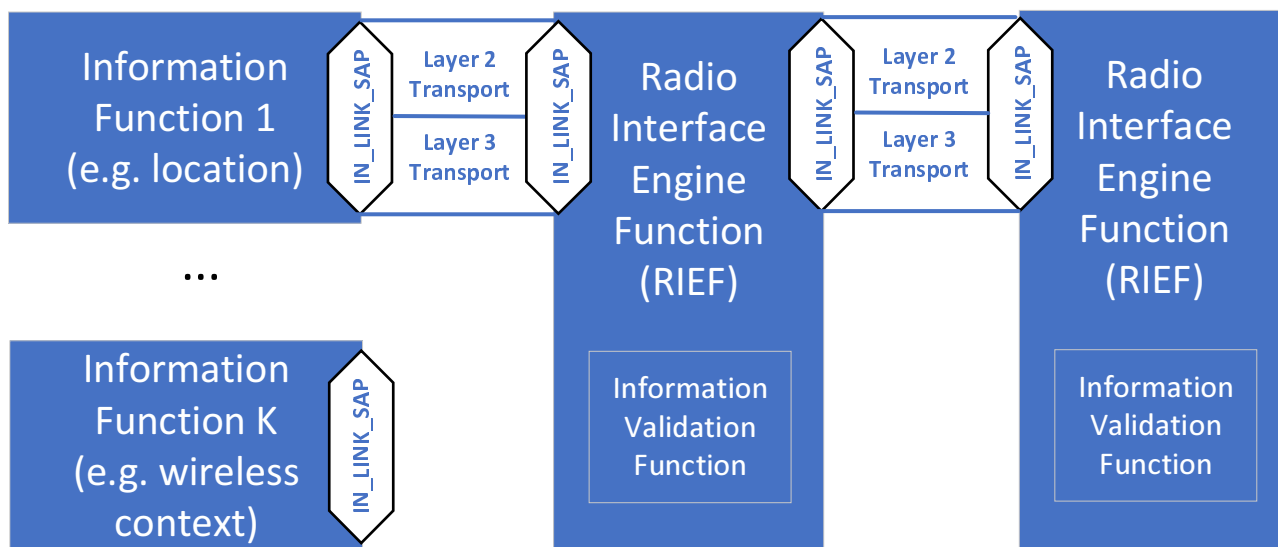 Information
Function 1
(e.g. location)
IN_LINK_SAP
Layer 2
Transport
Layer 3
Transport
IN_LINK_SAP
Radio
Interface
Engine
Function
(RIEF)
IN_LINK_SAP
Layer 2
Transport
Layer 3
Transport
IN_LINK_SAP
Radio
Interface
Engine
Function
(RIEF)
...
Information
Function K
(e.g. wireless
context)
IN_LINK_SAP
Information
Validation
Function
Information
Validation
Function